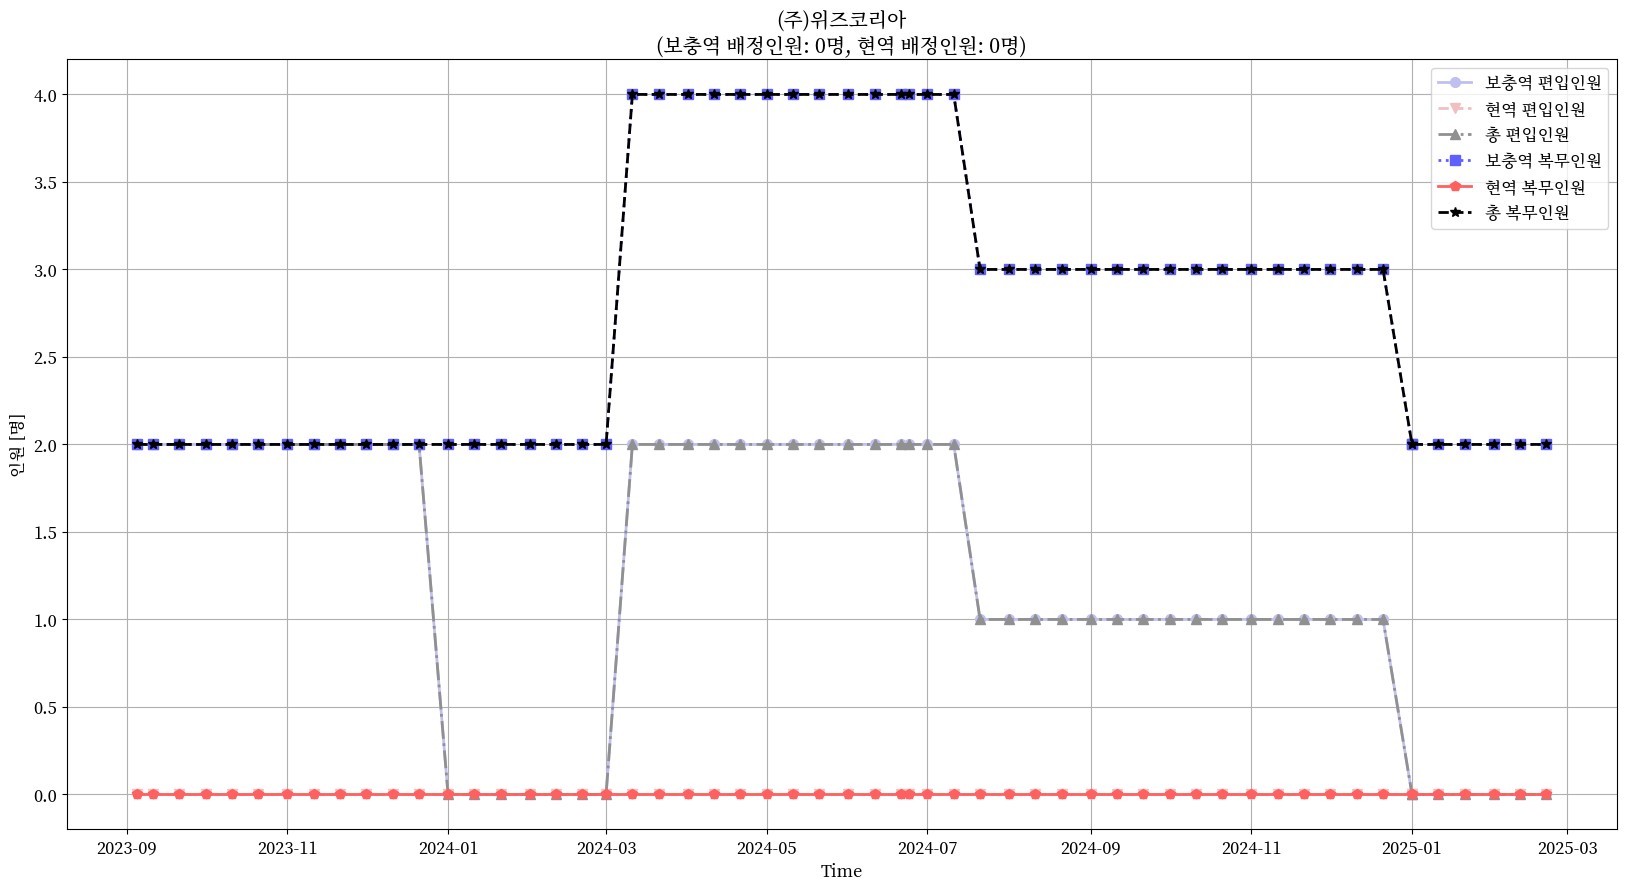 (주)위즈코리아
(보충역 배정인원: 0명, 현역 배정인원: 0명)
보충역 편입인원
현역 편입인원
총 편입인원
보충역 복무인원
현역 복무인원
총 복무인원
인원 [명]
4.0
3.5
3.0
2.5
2.0
1.5
1.0
0.5
0.0
2023-09 2023-11 2024-01 2024-03 2024-05 2024-07 2024-09 2024-11 2025-01 2025-03
Time